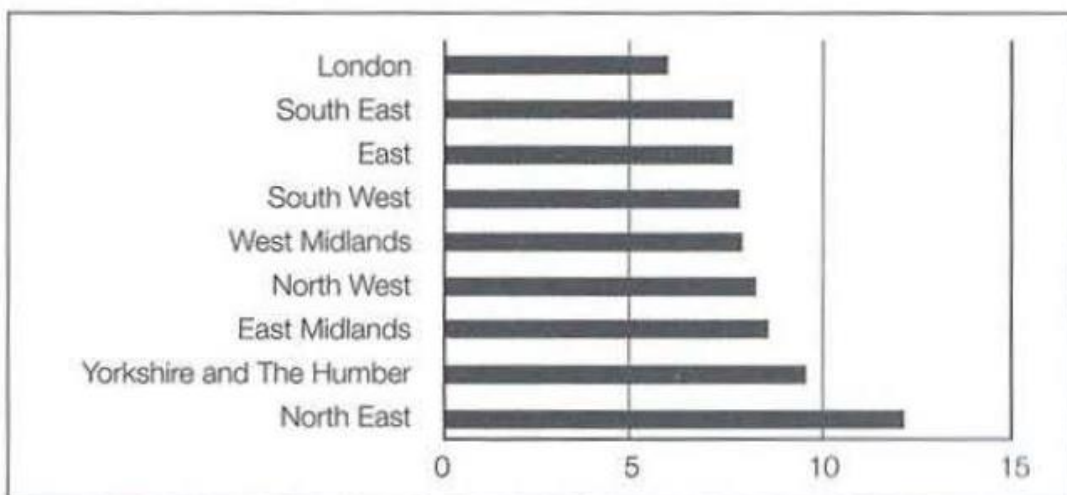 London
South East
East
South West
West Midlands
North West
East Midlands
Yorkshire and The Humber
North East
0 5 10 15